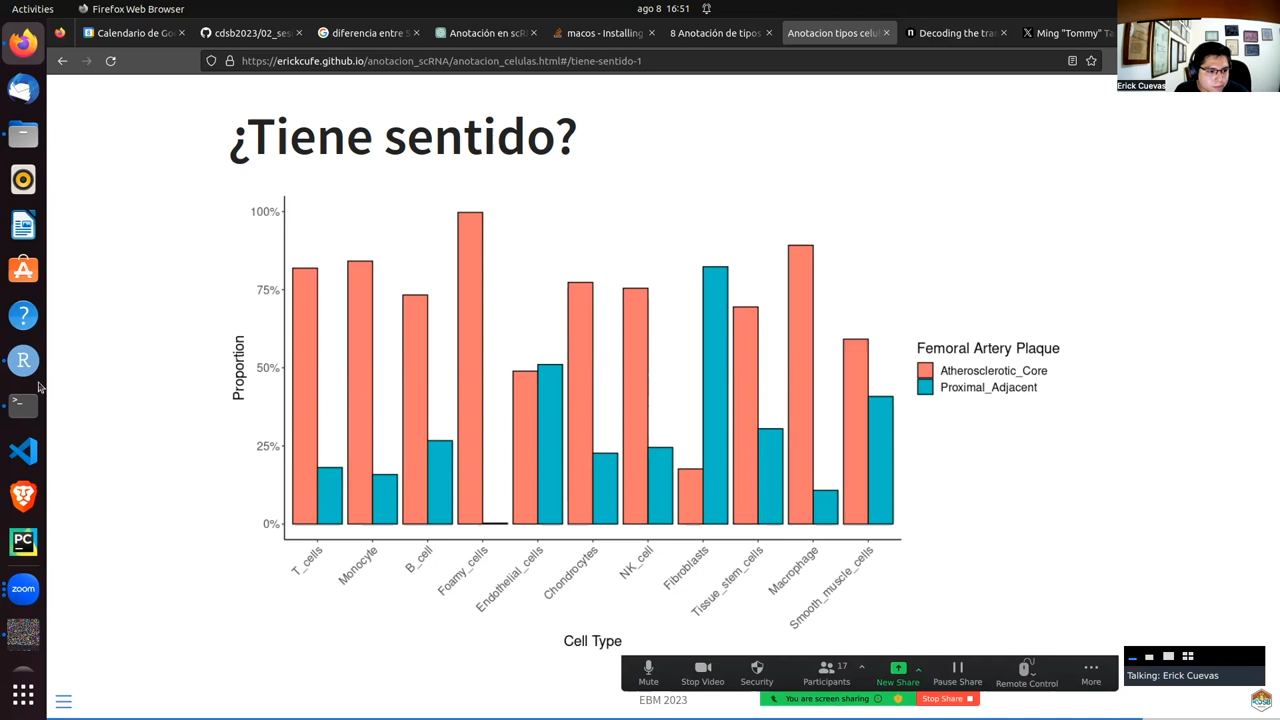 Activities
Firefox Web Browser
ago 8 16:51
Calendario de Go
cdsb2023/02_ses
diferencia entre S
Anotación en sc
macos - Installing
8 Anotación de tipos
Anotacion tipos celul
Decoding the tra
Ming "Tommy" Ta
https://erickcufe.github.io/anotacion_scRNA/anotacion_celulas.html#/tiene-sentido-1
Erick Cuevas
¿Tiene sentido?
Proportion
100%
75%
50%
25%
0%
T_cells
Monocyte
B_cell
Foamy_cells
Endothelial_cells
Chondrocytes
NK_cell
Fibroblasts
Tissue_stem_cells
Macrophage
Smooth_muscle_cells
Cell Type
Femoral Artery Plaque
Atherosclerotic_Core
Proximal_Adjacent
R
>_
PC
zoom
Mute
Stop Video
Security
17
Participants
New Share
Pause Share
Remote Control
More
Talking: Erick Cuevas
You are screen sharing
Stop Share
EBM 2023